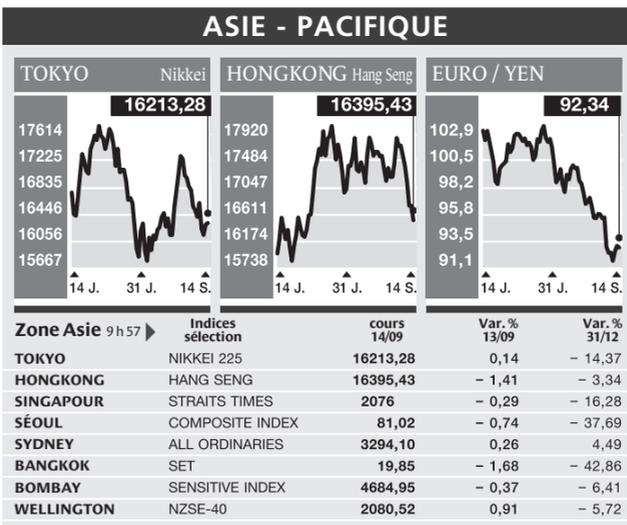 ASIE - PACIFIQUE
TOKYO Nikkei
16213,28
17614
17225
16835
16446
16056
15667
14 J. 31 J. 14 S.
HONGKONG Hang Seng
16395,43
17920
17484
17047
16611
16174
15738
14 J. 31 J. 14 S.
EURO / YEN
92,34
102,9
100,5
98,2
95,8
93,5
91,1
14 J. 31 J. 14 S.
Zone Asie 9h57 Indices sélection cours 14/09 Var. % 13/09 Var. % 31/12
TOKYO NIKKEI 225 16213,28 0,14 – 14,37
HONGKONG HANG SENG 16395,43 – 1,41 – 3,34
SINGAPOUR STRAITS TIMES 2076 – 0,29 – 16,28
SÉOUL COMPOSITE INDEX 81,02 – 0,74 – 37,69
SYDNEY ALL ORDINARIES 3294,10 0,26 4,49
BANGKOK SET 19,85 – 1,68 – 42,86
BOMBAY SENSITIVE INDEX 4684,95 – 0,37 – 6,41
WELLINGTON NZSE-40 2080,52 0,91 – 5,72